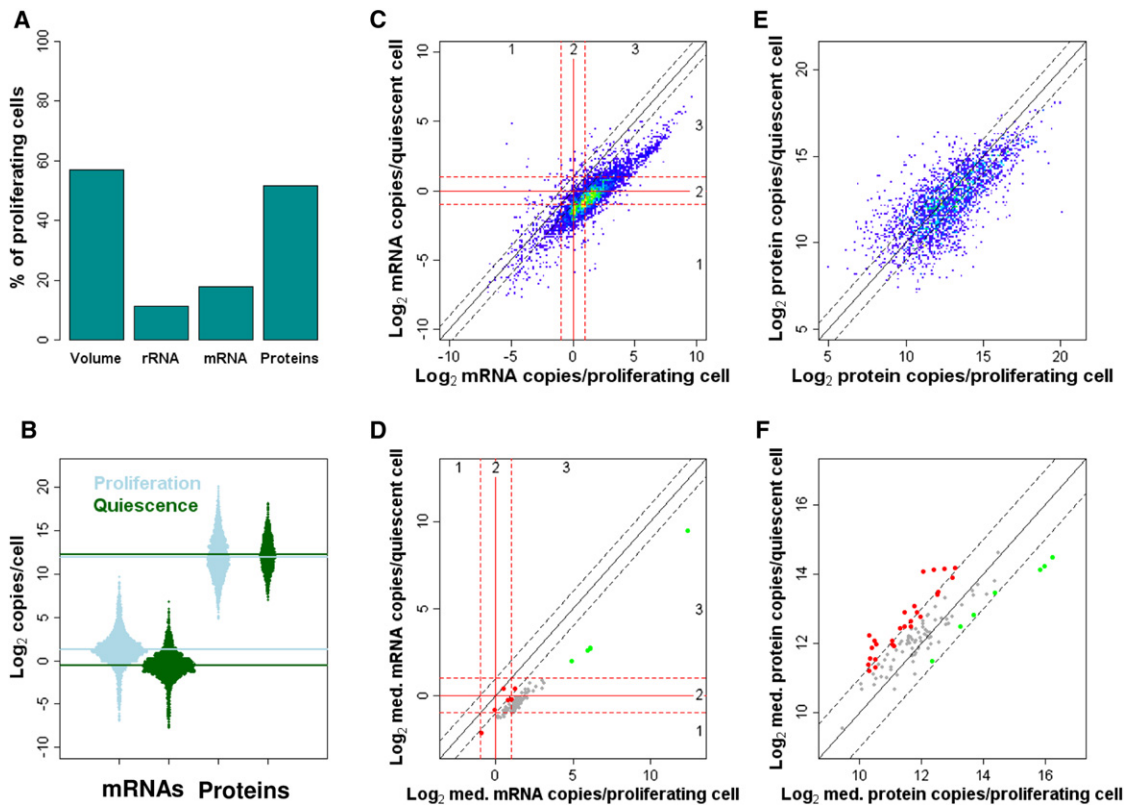 A
% of proliferating cells
100
80
60
40
20
0
Volume rRNA mRNA Proteins
B
Log2 copies/cell
Proliferation
Quiescence
20
15
10
5
0
-5
-10
mRNAs Proteins
C
Log2 mRNA copies/quiescent cell
10
5
0
-5
-10
1 2 3
3
2
1
-10 -5 0 5 10
Log2 mRNA copies/proliferating cell
D
Log2 med. mRNA copies/quiescent cell
10
5
0
1 2 3
3
2
1
0 5 10
Log2 med. mRNA copies/proliferating cell
E
Log2 protein copies/quiescent cell
20
15
10
5
5 10 15 20
Log2 protein copies/proliferating cell
F
Log2 med. protein copies/quiescent cell
16
14
12
10
10 12 14 16
Log2 med. protein copies/proliferating cell